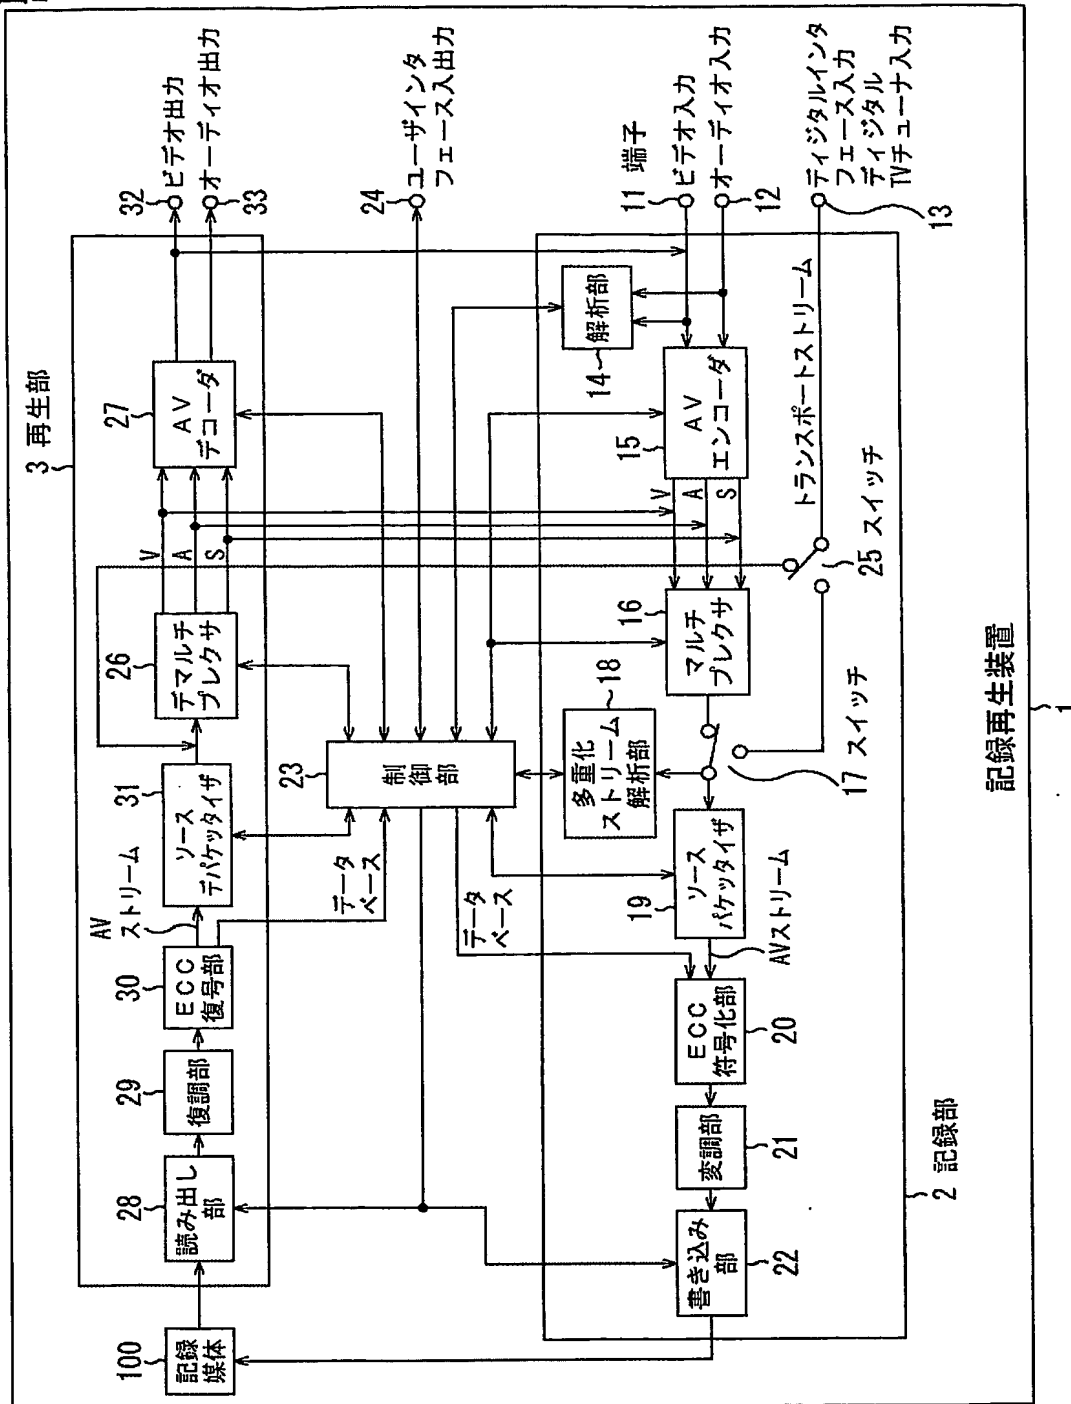 3 再生部
100
記録
媒体
28
読み出し
部
29
復調部
30
ECC
復号部
AV
ストリーム
31
ソース
デパケッタイザ
26
デマルチ
プレクサ
V
A
S
27
AV
デコーダ
32
ビデオ出力
オーディオ出力
33
データ
ベース
23
制御部
24
ユーザインタ
フェース入出力
データ
ベース
多重化
ストリーム
解析部
18
解析部
14
11 端子
ビデオ入力
オーディオ入力
12
22
書き込み
部
21
変調部
20
ECC
符号化部
AVストリーム
19
ソース
パケッタイザ
17 スイッチ
16
マルチ
プレクサ
V
A
S
15
AV
エンコーダ
トランスポートストリーム
25 スイッチ
ディジタルインタ
フェース入力
ディジタル
TVチューナ入力
13
2 記録部
記録再生装置
1